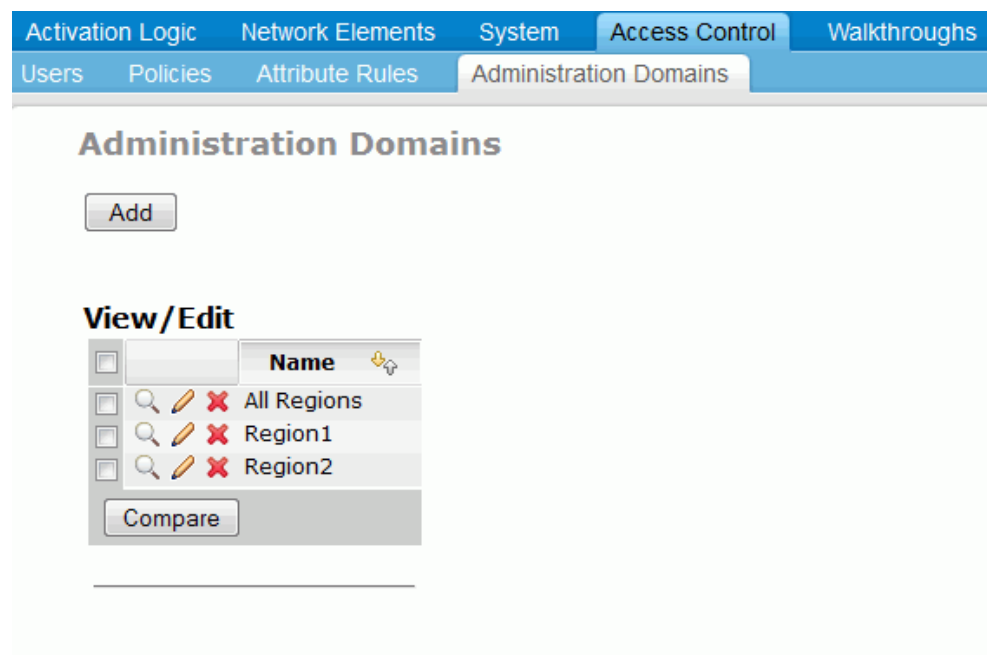 Activation Logic Network Elements System Access Control Walkthroughs
Users Policies Attribute Rules Administration Domains
Administration Domains
Add
View/Edit
Name
All Regions
Region1
Region2
Compare